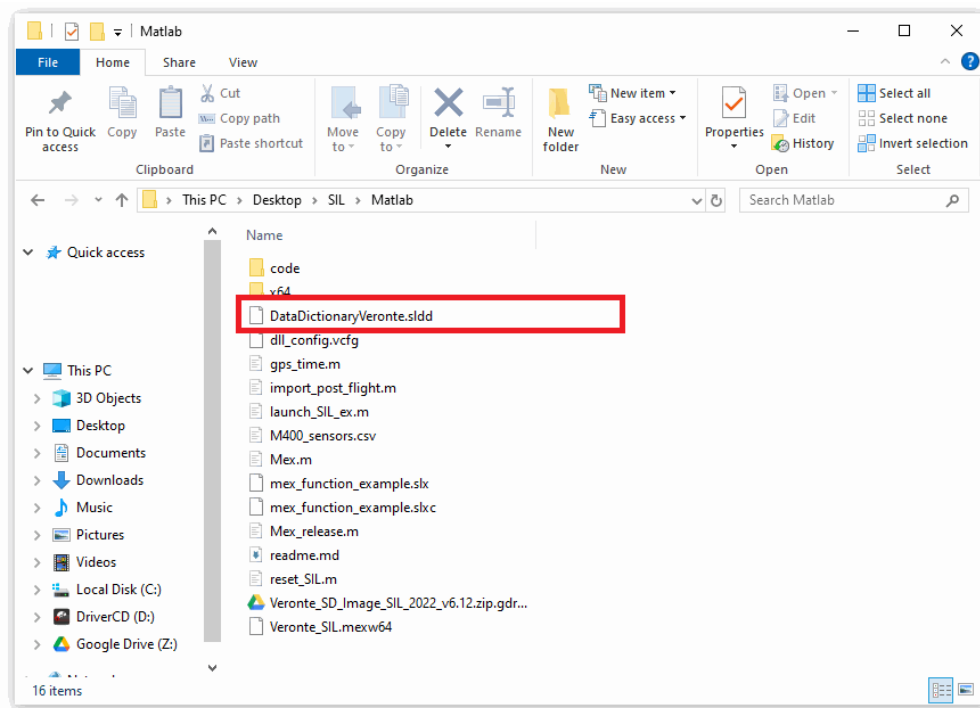 Matlab
File Home Share View
Pin to Quick access
Copy
Paste
Cut
Copy path
Paste shortcut
Clipboard
Move to
Copy to
Delete
Rename
Organize
New folder
New item
Easy access
New
Properties
Open
Edit
History
Open
Select all
Select none
Invert selection
Select
This PC > Desktop > SIL > Matlab
Search Matlab
Name
Quick access
This PC
3D Objects
Desktop
Documents
Downloads
Music
Pictures
Videos
Local Disk (C:)
DriverCD (D:)
Google Drive (Z:)
code
x64
DataDictionaryVeronte.sldd
dll_config.vcfg
gps_time.m
import_post_flight.m
launch_SIL_ex.m
M400_sensors.csv
Mex.m
mex_function_example.slx
mex_function_example.slxc
Mex_release.m
readme.md
reset_SIL.m
Veronte_SD_Image_SIL_2022_v6.12.zip.gdr...
Veronte_SIL.mexw64
16 items